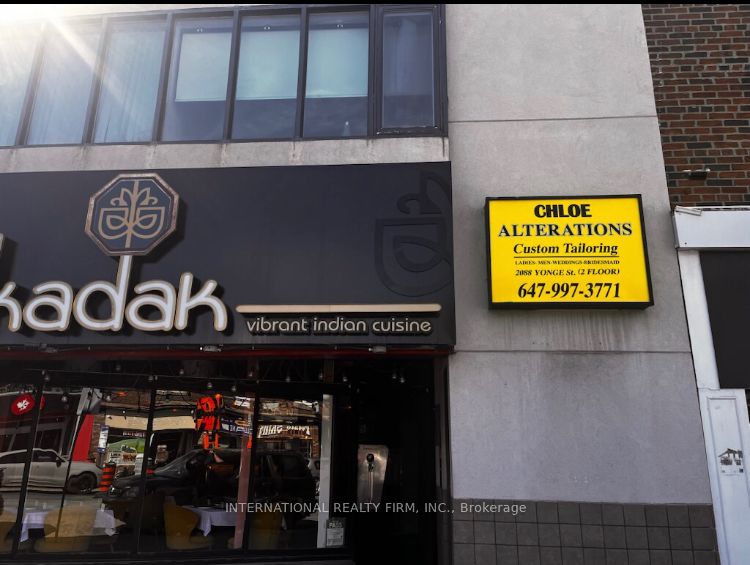 kadak
vibrant indian cuisine
CHLOE
ALTERATIONS
Custom Tailoring
LADIES- MEN-WEDDINGS-BRIDESMAID
2088 YONGE St. (2 FLOOR)
647-997-3771
INTERNATIONAL REALTY FIRM, INC., Brokerage